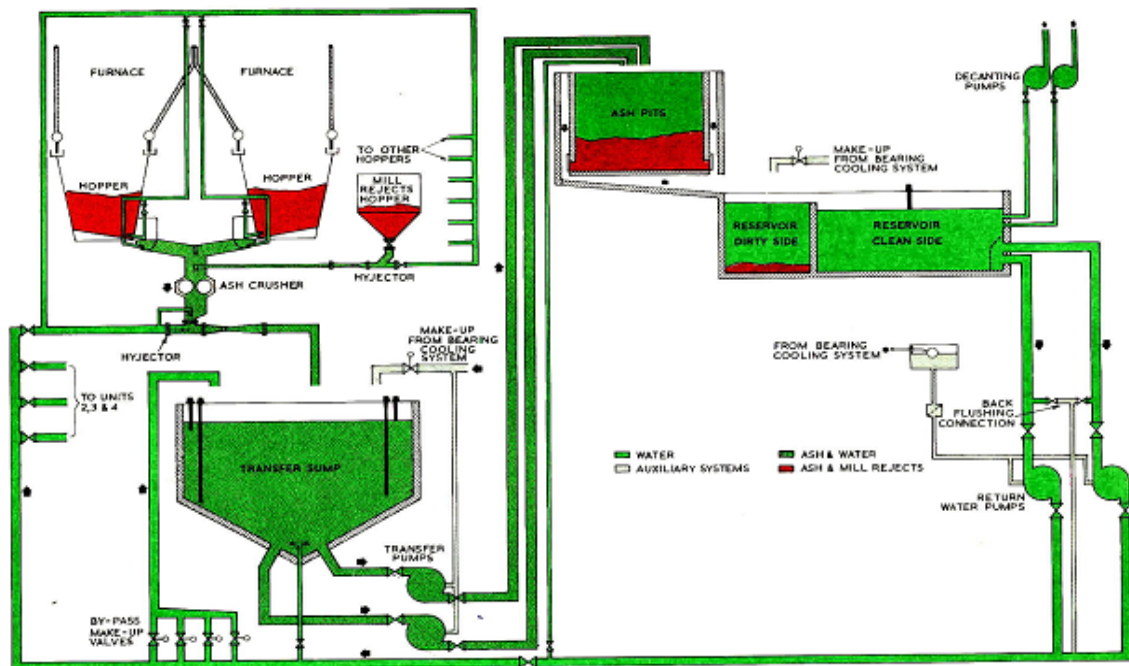 FURNACE
FURNACE
HOPPER
HOPPER
TO OTHER
HOPPERS
MILL
REJECTS
HOPPER
HYJECTOR
ASH CRUSHER
HYJECTOR
MAKE-UP
FROM BEARING
COOLING
SYSTEM
TO UNITS
2,3 & 4
TRANSFER SUMP
TRANSFER
PUMPS
BY-PASS
MAKE-UP
VALVES
ASH PITS
MAKE-UP
FROM BEARING
COOLING SYSTEM
DECANTING
PUMPS
RESERVOIR
DIRTY SIDE
RESERVOIR
CLEAN SIDE
FROM BEARING
COOLING SYSTEM
BACK
FLUSHING
CONNECTION
WATER
ASH & WATER
AUXILIARY SYSTEMS
ASH & MILL REJECTS
RETURN
WATER PUMPS